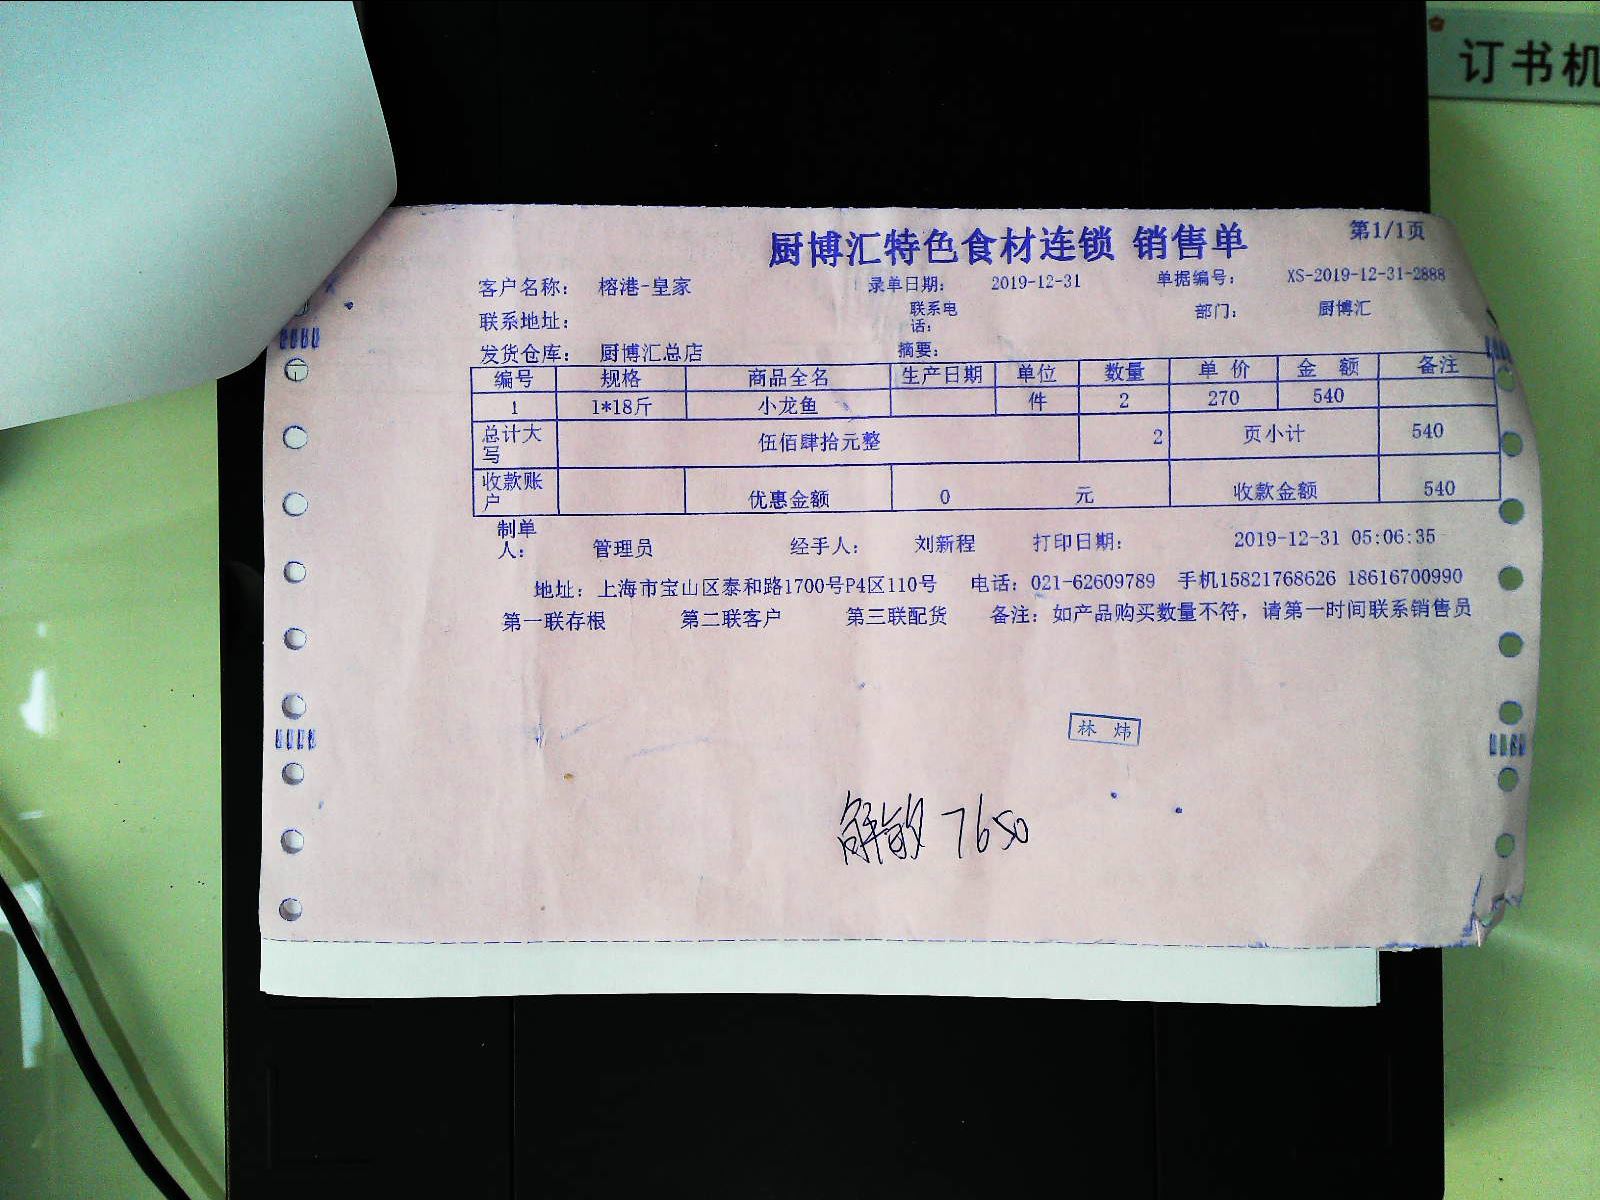 订书机
厨博汇特色食材连锁 销售单 第1/1页
客户名称： 榕港-皇家 录单日期： 2019-12-31 单据编号： XS-2019-12-31-2888
联系地址： 联系电话： 部门： 厨博汇
发货仓库： 厨博汇总店 摘要：
编号 规格 商品全名 生产日期 单位 数量 单 价 金 额 备注
1 1*18斤 小龙鱼 件 2 270 540
总计大写 伍佰肆拾元整 2 页小计 540
收款账户 优惠金额 0 元 收款金额 540
制单人： 管理员 经手人： 刘新程 打印日期： 2019-12-31 05:06:35
地址：上海市宝山区泰和路1700号P4区110号 电话：021-62609789 手机15821768626 18616700990
第一联存根 第二联客户 第三联配货 备注：如产品购买数量不符，请第一时间联系销售员
林 炜
7650